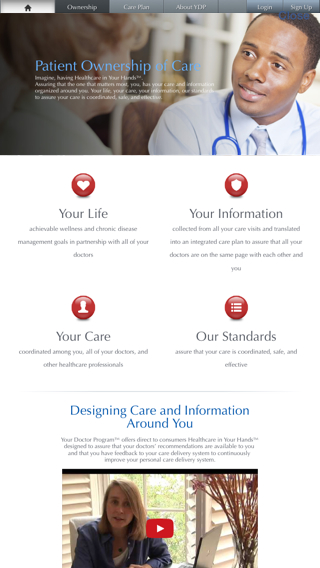 Ownership
Care Plan
About YDP
Login
Sign Up
Patient Ownership of Care
Imagine, having Healthcare in Your Hands™.
Assuring that the one that matters most, you, has your care and information
organized around you. Your life, your care, your information, our standards
to assure your care is coordinated, safe, and effective.
Your Life
achievable wellness and chronic disease
management goals in partnership with all of your
doctors
Your Information
collected from all your care visits and translated
into an integrated care plan to assure that all your
doctors are on the same page with each other and
you
Your Care
coordinated among you, all of your doctors, and
other healthcare professionals
Our Standards
assure that your care is coordinated, safe, and
effective
Designing Care and Information
Around You
Your Doctor Program™ offers direct to consumers Healthcare in Your Hands™
designed to assure that your doctors' recommendations are available to you
and that you have feedback to your care delivery system to continuously
improve your personal care delivery system.